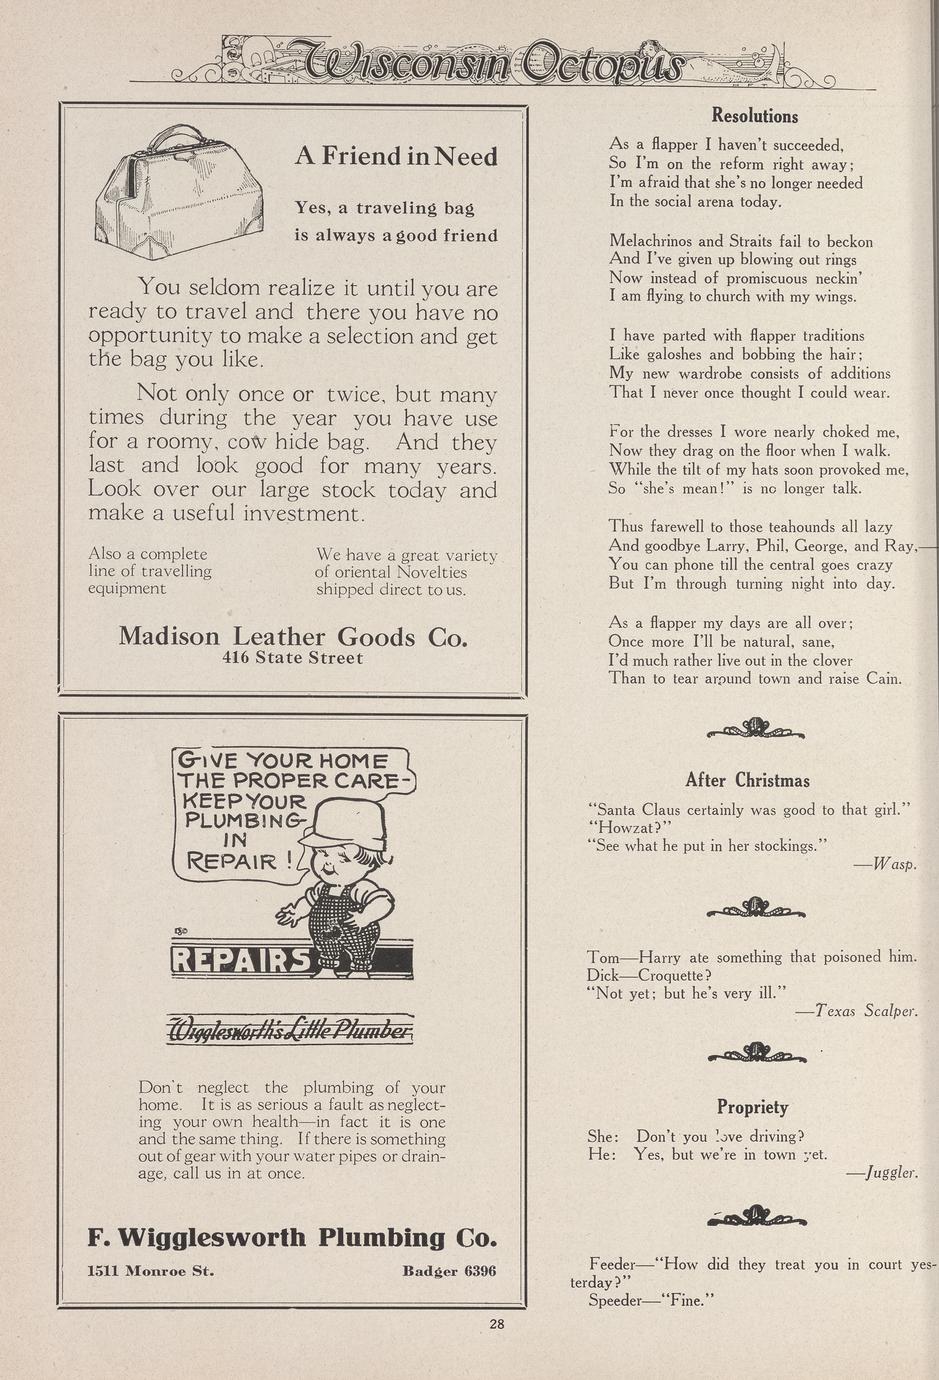 Wisconsin Octopus
A Friend in Need
Yes, a traveling bag
is always a good friend
You seldom realize it until you are
ready to travel and there you have no
opportunity to make a selection and get
the bag you like.
Not only once or twice, but many
times during the year you have use
for a roomy, cow hide bag. And they
last and look good for many years.
Look over our large stock today and
make a useful investment.
Also a complete
line of travelling
equipment
We have a great variety
of oriental Novelties
shipped direct to us.
Madison Leather Goods Co.
416 State Street
GIVE YOUR HOME
THE PROPER CARE-
KEEP YOUR
PLUMBING-
IN
REPAIR!
REPAIRS
Wigglesworth's Little Plumber
Don't neglect the plumbing of your
home. It is as serious a fault as neglect-
ing your own health—in fact it is one
and the same thing. If there is something
out of gear with your water pipes or drain-
age, call us in at once.
F. Wigglesworth Plumbing Co.
1511 Monroe St. Badger 6396
Resolutions
As a flapper I haven't succeeded,
So I'm on the reform right away;
I'm afraid that she's no longer needed
In the social arena today.
Melachrinos and Straits fail to beckon
And I've given up blowing out rings
Now instead of promiscuous neckin'
I am flying to church with my wings.
I have parted with flapper traditions
Like galoshes and bobbing the hair;
My new wardrobe consists of additions
That I never once thought I could wear.
For the dresses I wore nearly choked me,
Now they drag on the floor when I walk.
While the tilt of my hats soon provoked me,
So "she's mean!" is no longer talk.
Thus farewell to those teahounds all lazy
And goodbye Larry, Phil, George, and Ray,—
You can phone till the central goes crazy
But I'm through turning night into day.
As a flapper my days are all over;
Once more I'll be natural, sane,
I'd much rather live out in the clover
Than to tear around town and raise Cain.
After Christmas
"Santa Claus certainly was good to that girl."
"Howzat?"
"See what he put in her stockings."
—Wasp.
Tom—Harry ate something that poisoned him.
Dick—Croquette?
"Not yet; but he's very ill."
—Texas Scalper.
Propriety
She: Don't you love driving?
He: Yes, but we're in town yet.
—Juggler.
Feeder—"How did they treat you in court yes-
terday?"
Speeder—"Fine."
28